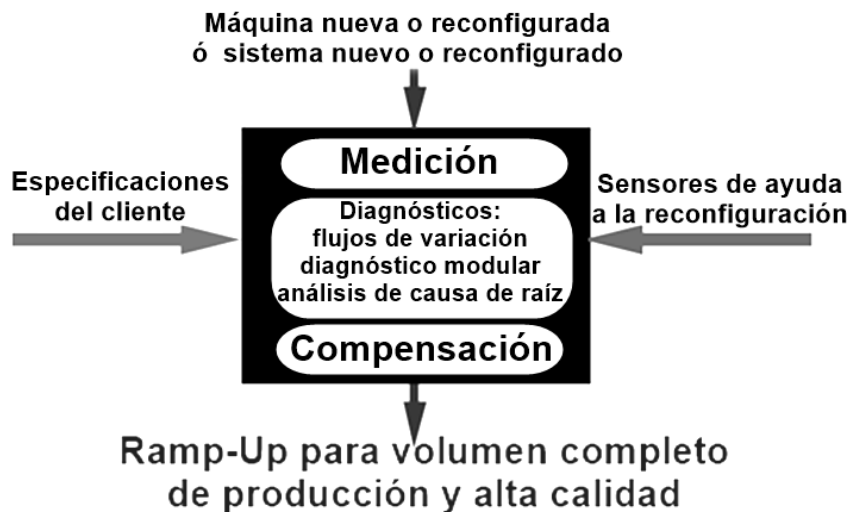 Máquina nueva o reconfigurada
ó sistema nuevo o reconfigurado
Especificaciones
del cliente
Medición
Diagnósticos:
flujos de variación
diagnóstico modular
análisis de causa de raíz
Compensación
Sensores de ayuda
a la reconfiguración
Ramp-Up para volumen completo
de producción y alta calidad